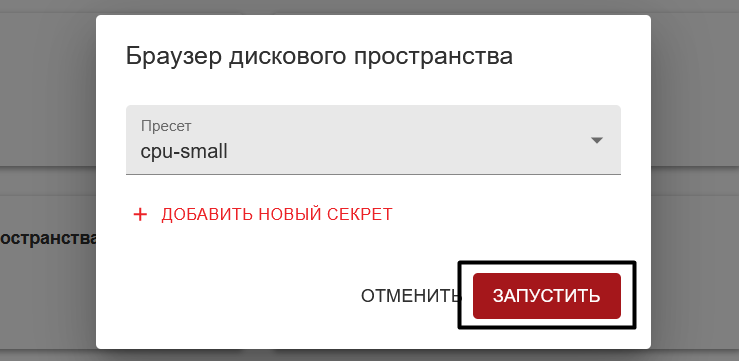 Браузер дискового пространства
Пресет
cpu-small
+ ДОБАВИТЬ НОВЫЙ СЕКРЕТ
остранства
ОТМЕНИТЬ ЗАПУСТИТЬ